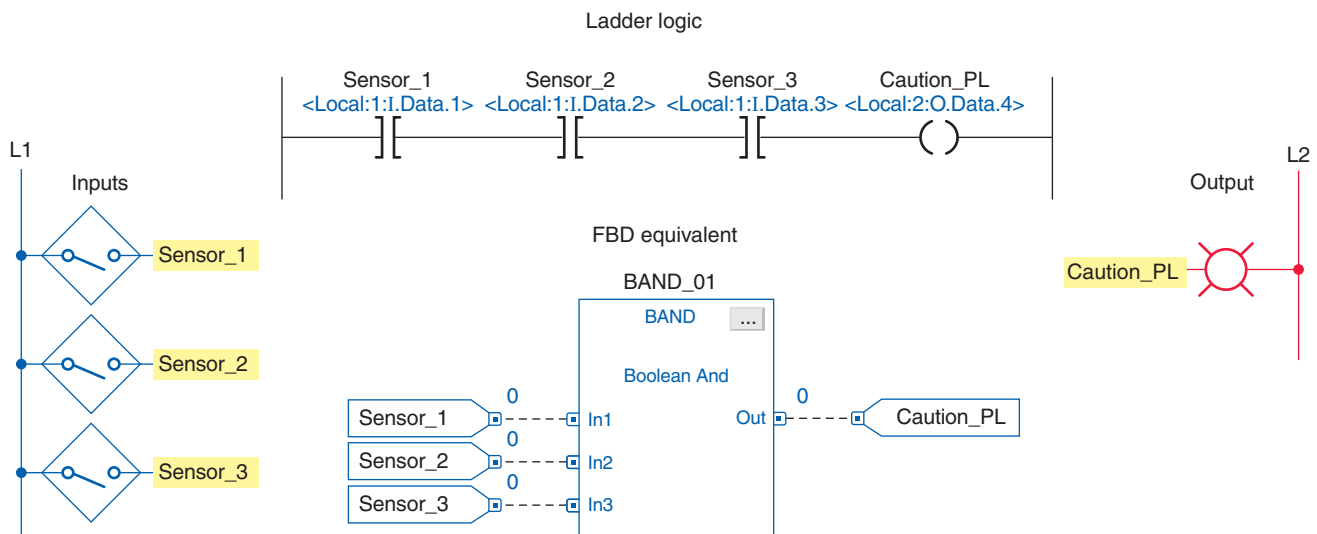 Ladder logic
Sensor_1 Sensor_2 Sensor_3 Caution_PL
<Local:1:I.Data.1> <Local:1:I.Data.2> <Local:1:I.Data.3> <Local:2:O.Data.4>
L1
L2
Inputs
Output
Sensor_1
Sensor_2
Sensor_3
Caution_PL
FBD equivalent
BAND_01
BAND ...
Boolean And
Sensor_1 0 In1 Out 0 Caution_PL
Sensor_2 0 In2
Sensor_3 0 In3